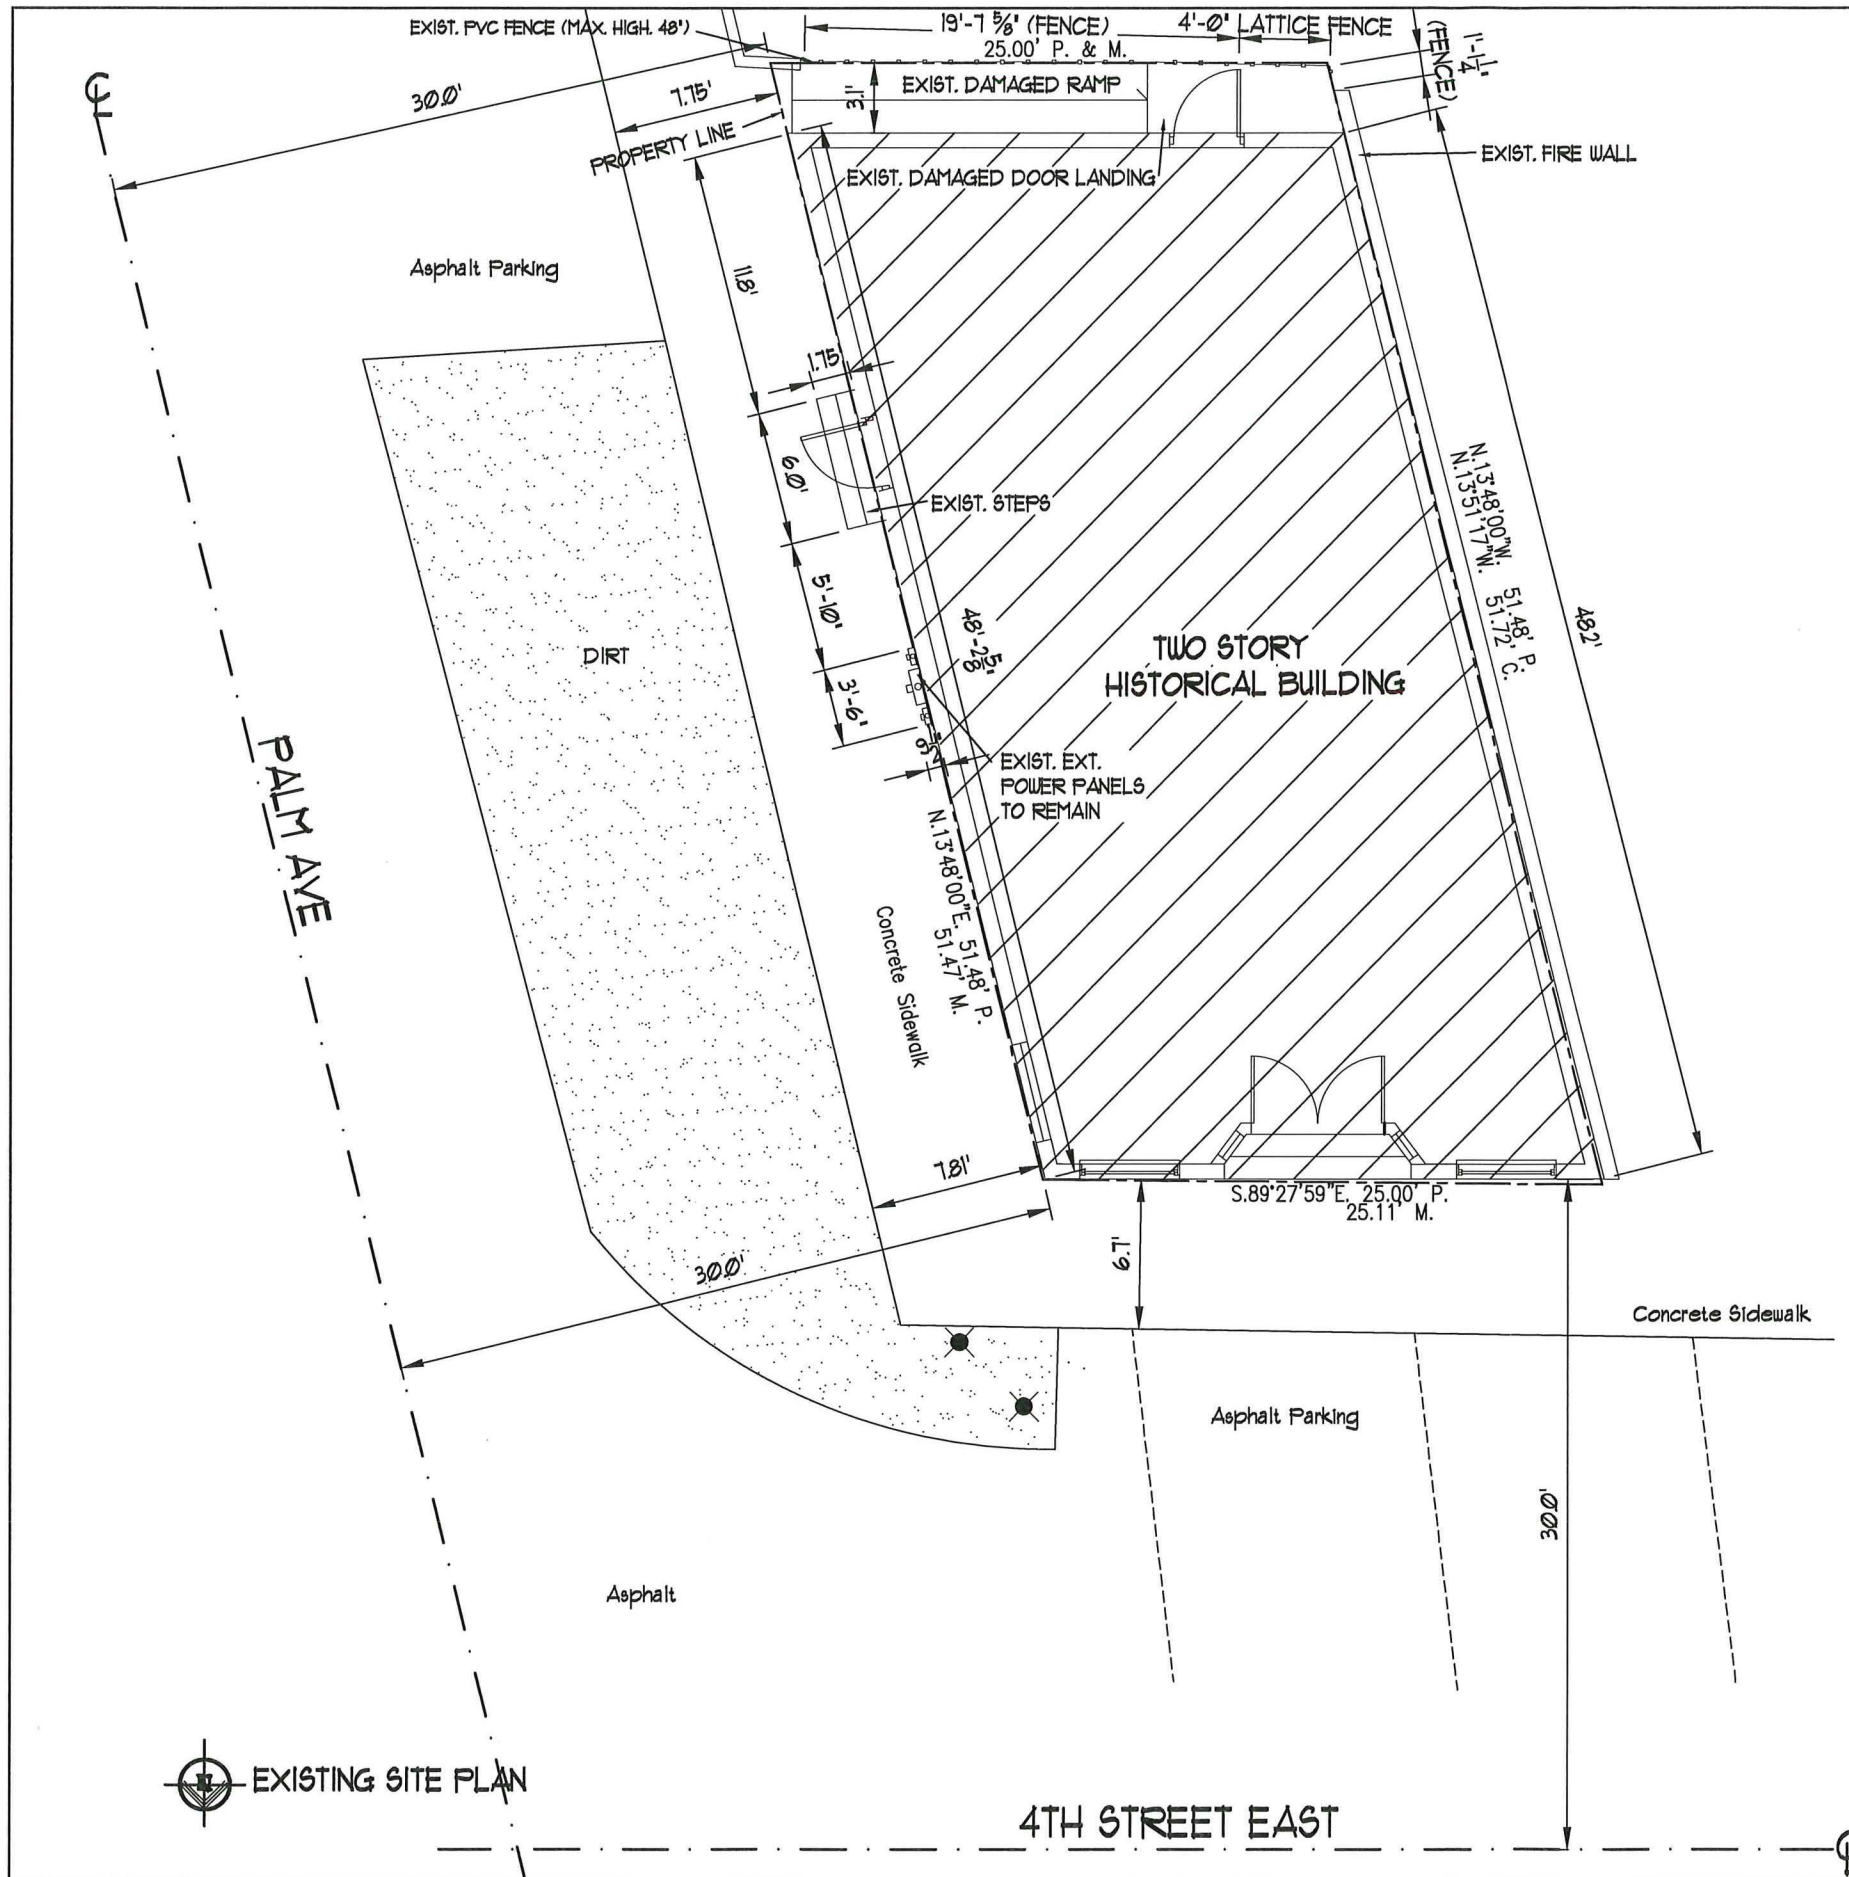 EXIST. PVC FENCE (MAX. HIGH. 48")
19'-7 5/8" (FENCE)
4'-0" LATTICE FENCE
25.00' P. & M.
1'-1 1/4"
(FENCE)
30.0'
7.75'
3.1'
EXIST. DAMAGED RAMP
PROPERTY LINE
EXIST. FIRE WALL
EXIST. DAMAGED DOOR LANDING
Asphalt Parking
11.8'
1.75'
6.0'
EXIST. STEPS
N.13°48'00"W. 51.48' P.
N.13°51'17"W. 51.72' C.
5'-10"
48'-2 5/8"
48.2'
DIRT
TWO STORY
HISTORICAL BUILDING
3'-6"
EXIST. EXT.
POWER PANELS
TO REMAIN
PALM AVE
N.13°48'00"E. 51.48' P.
51.47' M.
Concrete Sidewalk
7.81'
S.89°27'59"E. 25.00' P.
25.11' M.
6.7'
30.0'
Concrete Sidewalk
Asphalt Parking
30.0'
Asphalt
N
EXISTING SITE PLAN
4TH STREET EAST